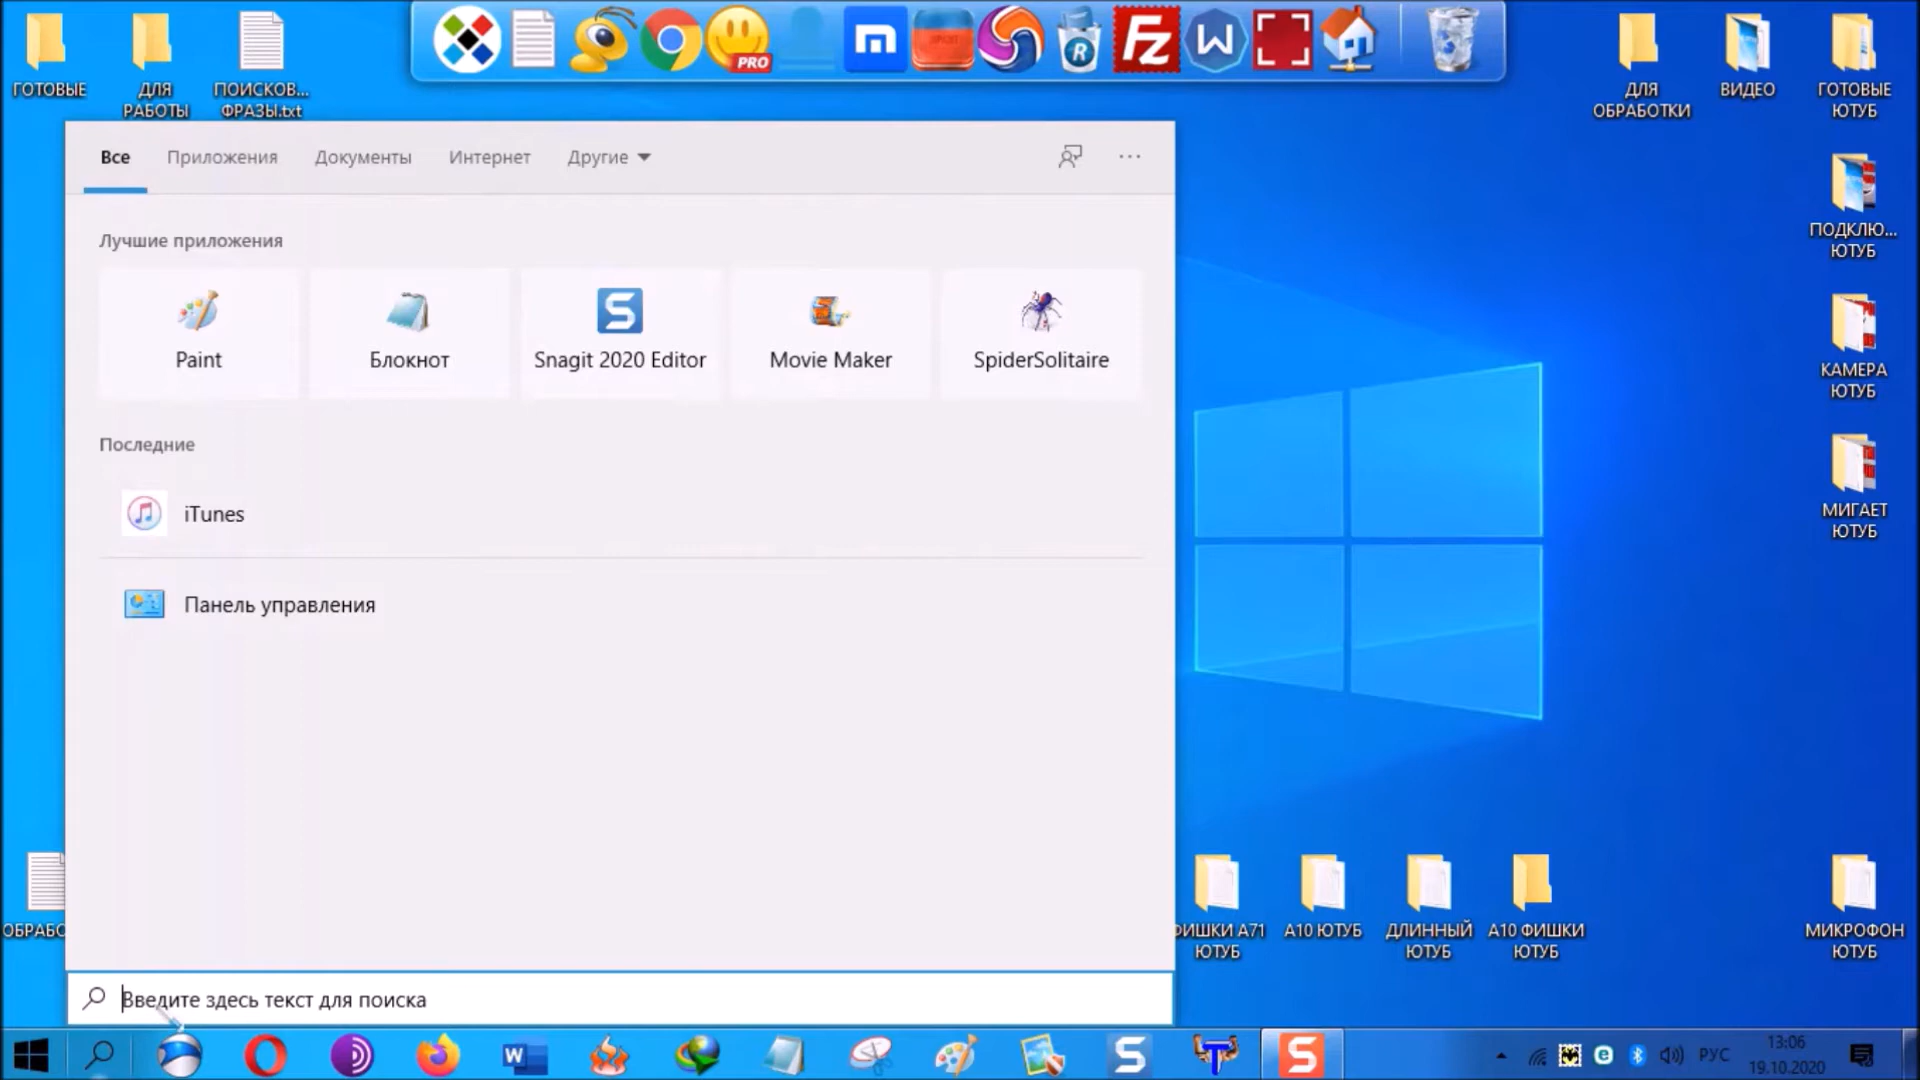 ГОТОВЫЕ
ДЛЯ
РАБОТЫ
ПОИСКОВ...
ФРАЗЫ.txt
PRO
Fz
W
ДЛЯ
ОБРАБОТКИ
ВИДЕО
ГОТОВЫЕ
ЮТУБ
ПОДКЛЮ...
ЮТУБ
КАМЕРА
ЮТУБ
МИГАЕТ
ЮТУБ
Все
Приложения
Документы
Интернет
Другие
Лучшие приложения
Paint
Блокнот
Snagit 2020 Editor
Movie Maker
SpiderSolitaire
Последние
iTunes
Панель управления
ОБРАБО
ФИШКИ А71
ЮТУБ
А10 ЮТУБ
ДЛИННЫЙ
ЮТУБ
А10 ФИШКИ
ЮТУБ
МИКРОФОН
ЮТУБ
Введите здесь текст для поиска
РУС
13:06
19.10.2020